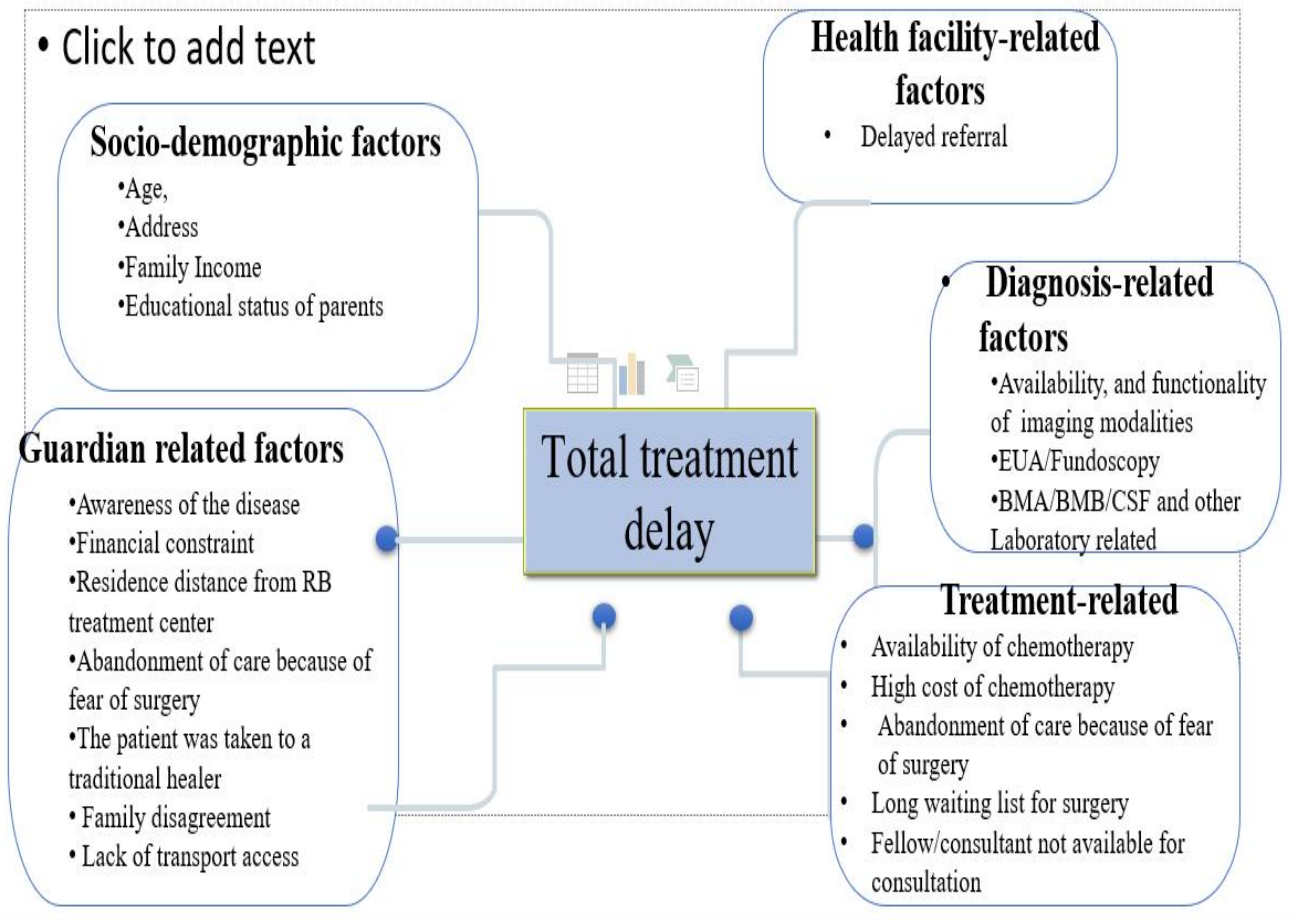 • Click to add text
Socio-demographic factors
•Age,
•Address
•Family Income
•Educational status of parents
Guardian related factors
•Awareness of the disease
•Financial constraint
•Residence distance from RB
treatment center
•Abandonment of care because of
fear of surgery
•The patient was taken to a
traditional healer
• Family disagreement
• Lack of transport access
Total treatment
delay
Health facility-related
factors
• Delayed referral
• Diagnosis-related
factors
•Availability, and functionality
of imaging modalities
•EUA/Fundoscopy
•BMA/BMB/CSF and other
Laboratory related
Treatment-related
• Availability of chemotherapy
• High cost of chemotherapy
• Abandonment of care because of fear
of surgery
• Long waiting list for surgery
• Fellow/consultant not available for
consultation